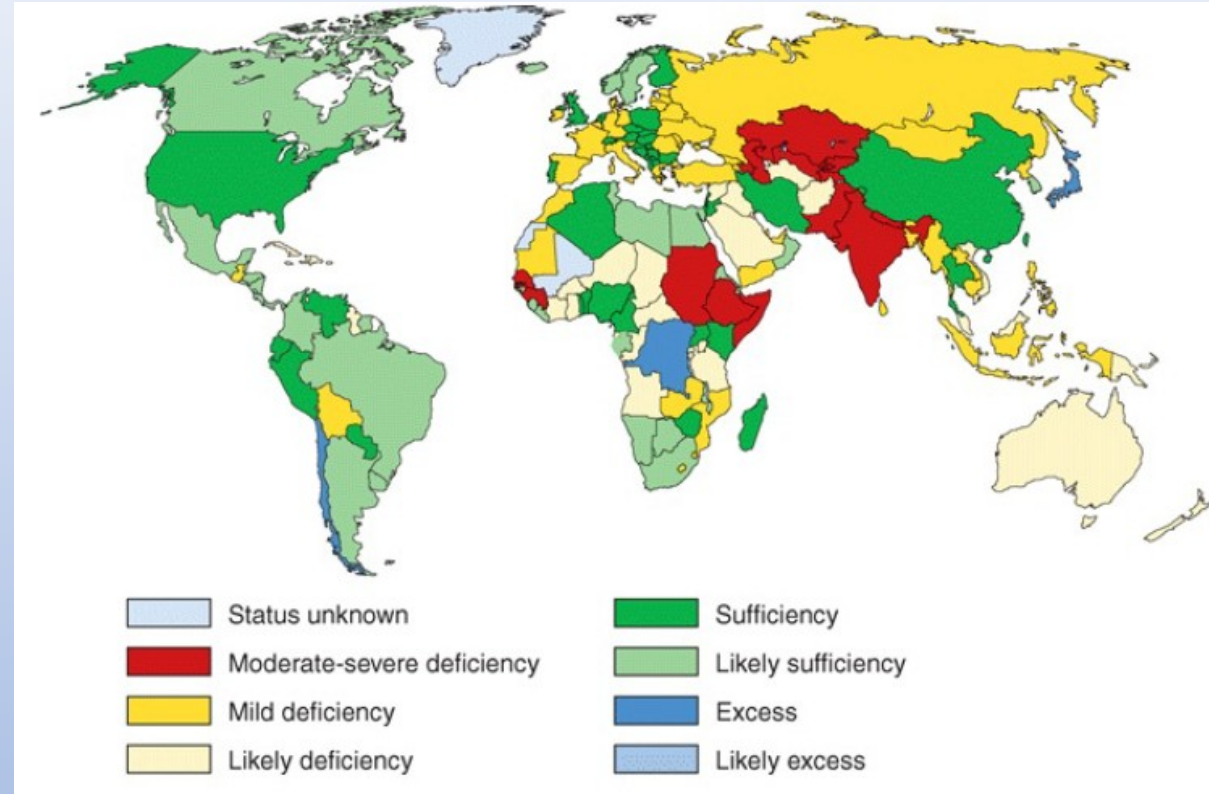 Status unknown
Moderate-severe deficiency
Mild deficiency
Likely deficiency
Sufficiency
Likely sufficiency
Excess
Likely excess